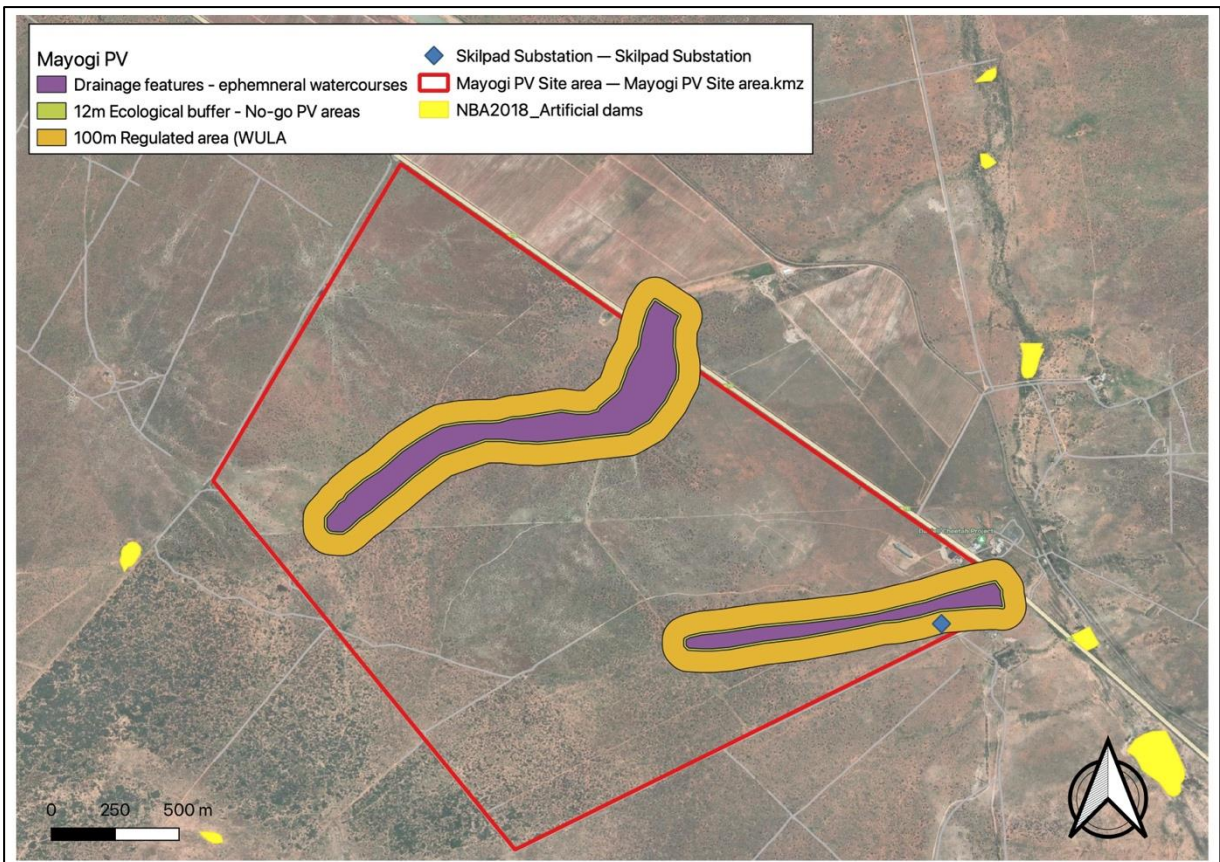 Mayogi PV
Drainage features - ephemneral watercourses
12m Ecological buffer - No-go PV areas
100m Regulated area (WULA
Skilpad Substation — Skilpad Substation
Mayogi PV Site area — Mayogi PV Site area.kmz
NBA2018_Artificial dams
0 250 500 m